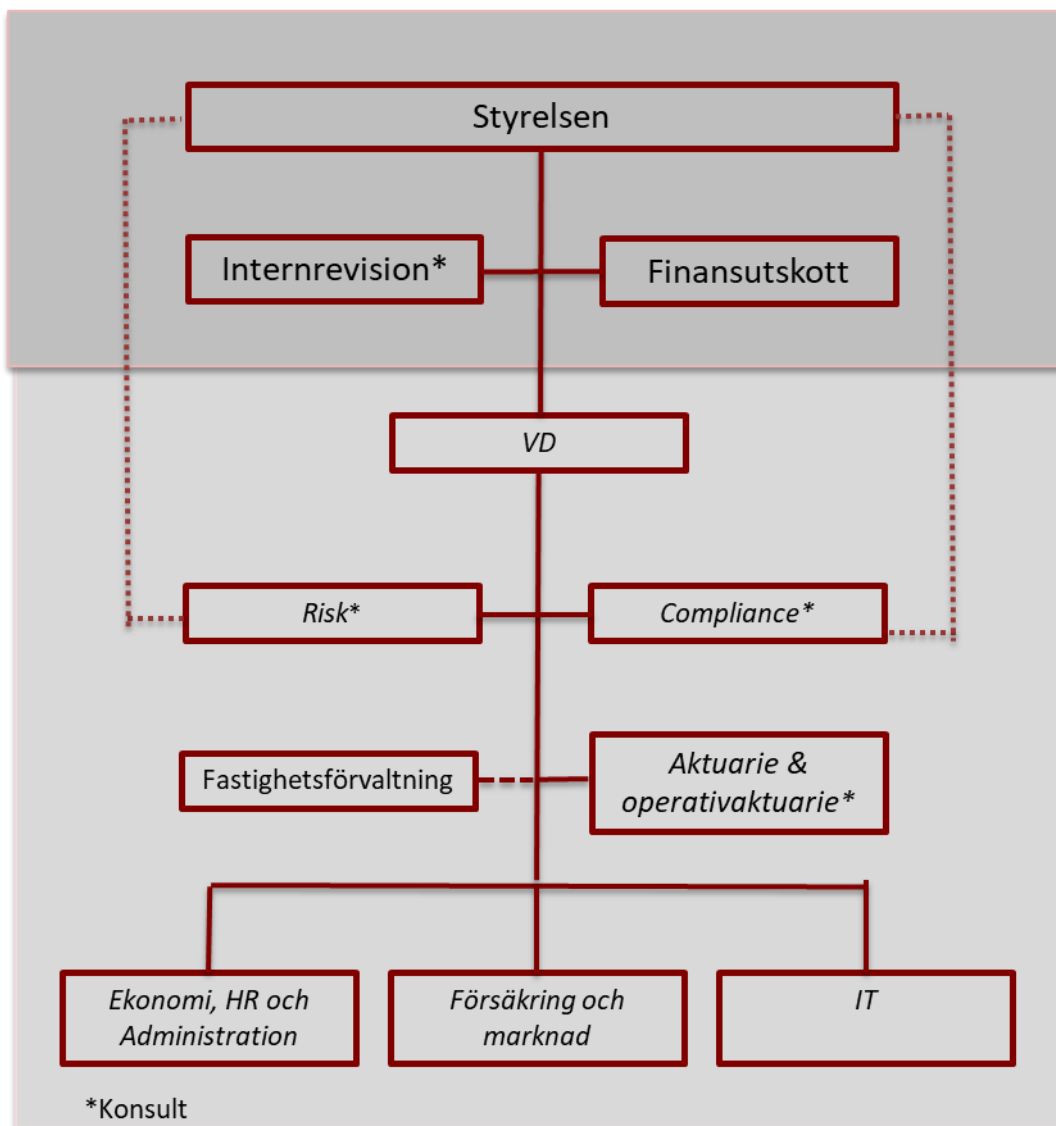 Styrelsen
Internrevision*
Finansutskott
VD
Risk*
Compliance*
Fastighetsförvaltning
Aktuarie &
operativaktuarie*
Ekonomi, HR och
Administration
Försäkring och
marknad
IT
*Konsult